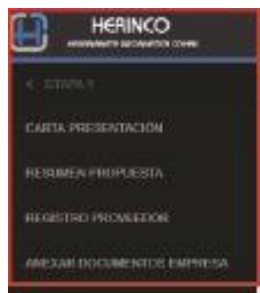 HERINCO
< ETAPA 1
CARTA PRESENTACIÓN
RESUMEN PROPUESTA
REGISTRO PROVEEDOR
ANEXAR DOCUMENTOS EMPRESA